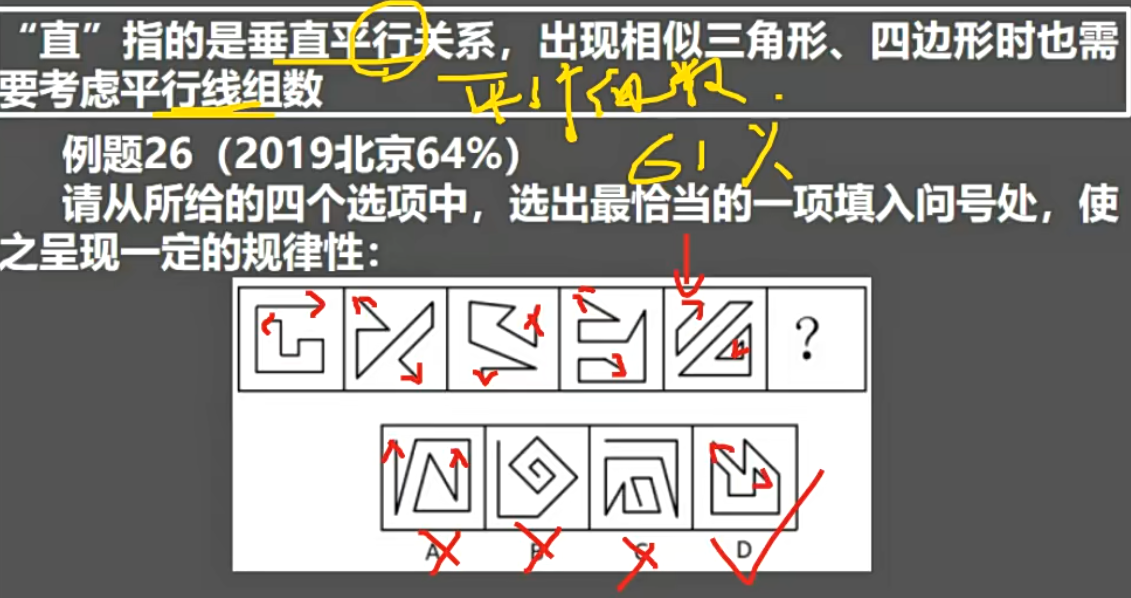 “直”指的是垂直平行关系，出现相似三角形、四边形时也需
要考虑平行线组数
平行组数.
例题26（2019北京64%）
61%
请从所给的四个选项中，选出最恰当的一项填入问号处，使
之呈现一定的规律性：
?
A B C D